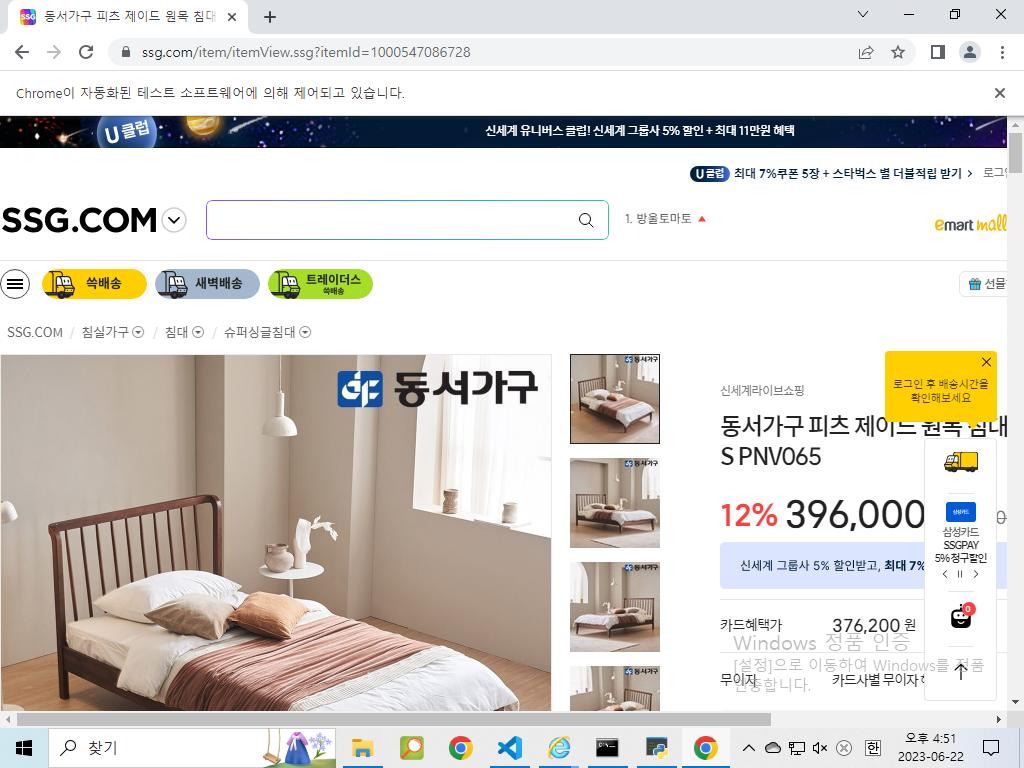 동서가구 피츠 제이드 원목 침대
ssg.com/item/itemView.ssg?itemId=1000547086728
Chrome이 자동화된 테스트 소프트웨어에 의해 제어되고 있습니다.
U 클럽
신세계 유니버스 클럽! 신세계 그룹사 5% 할인 + 최대 11만원 혜택
U 클럽 최대 7%쿠폰 5장 + 스타벅스 별 더블적립 받기
SSG.COM
1. 방울토마토
emart mall
쓱배송
새벽배송
트레이더스
쓱배송
선물
SSG.COM / 침실가구 / 침대 / 슈퍼싱글침대
동서가구
로그인 후 배송시간을
확인해보세요
신세계라이브쇼핑
동서가구 피츠 제이드 원목 침대
S PNV065
12% 396,000
신세계 그룹사 5% 할인받고, 최대 7%
삼성카드
삼성카드
SSGPAY
5% 청구할인
0
카드혜택가 376,200 원
무이자 카드사별 무이자
Windows 정품 인증
[설정]으로 이동하여 Windows를 정품
인증합니다.
찾기
한
오후 4:51
2023-06-22